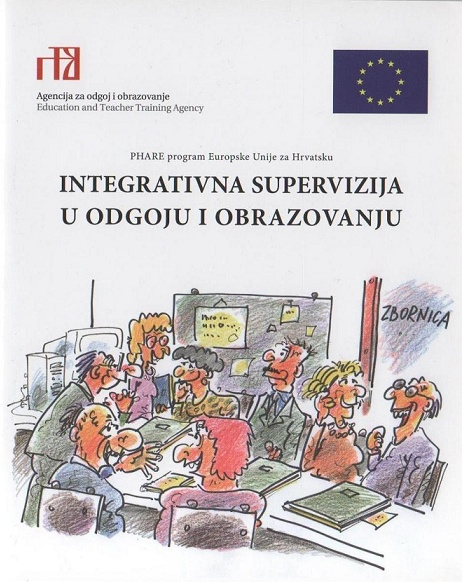 Agencija za odgoj i obrazovanje
Education and Teacher Training Agency
PHARE program Europske Unije za Hrvatsku
INTEGRATIVNA SUPERVIZIJA
U ODGOJU I OBRAZOVANJU
ZBORNICA